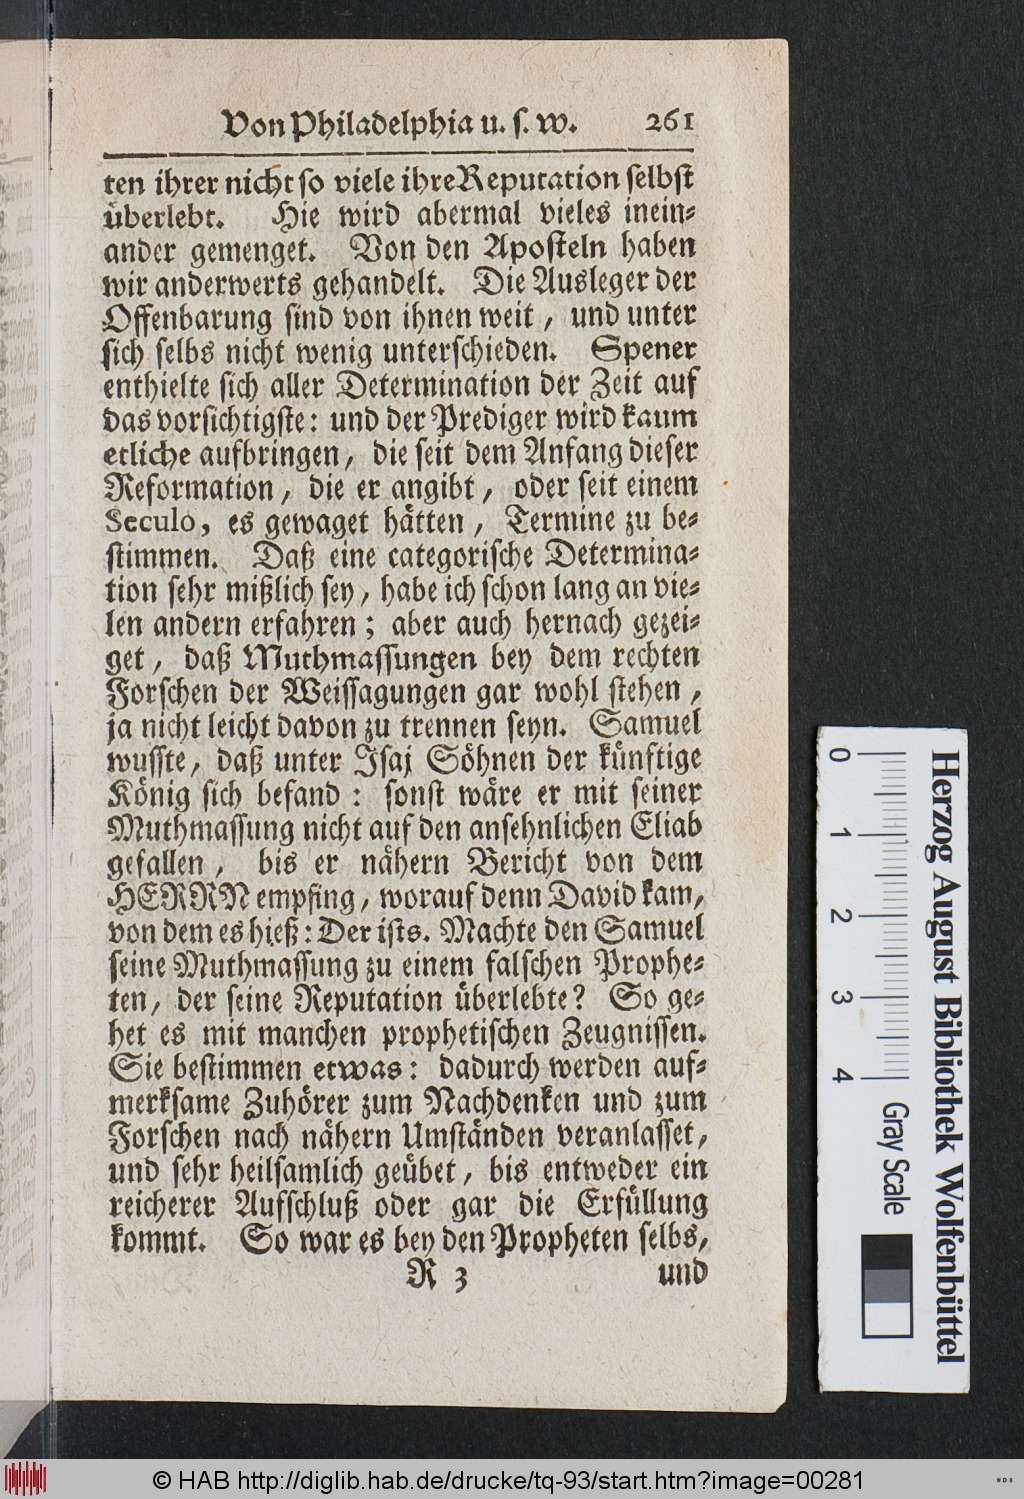 Von Philadelphia u. s. w. 261
ten ihrer nicht so viele ihre Reputation selbst
überlebt. Hie wird abermal vieles inein-
ander gemenget. Von den Aposteln haben
wir anderwerts gehandelt. Die Ausleger der
Offenbarung sind von ihnen weit, und unter
sich selbs nicht wenig unterschieden. Spener
enthielte sich aller Determination der Zeit auf
das vorsichtigste: und der Prediger wird kaum
etliche aufbringen, die seit dem Anfang dieser
Reformation, die er angibt, oder seit einem
Seculo, es gewaget hätten, Termine zu be-
stimmen. Daß eine categorische Determina-
tion sehr mißlich sey, habe ich schon lang an vie-
len andern erfahren; aber auch hernach gezei-
get, daß Muthmassungen bey dem rechten
Forschen der Weissagungen gar wohl stehen,
ja nicht leicht davon zu trennen seyn. Samuel
wusste, daß unter Isaj Söhnen der künftige
König sich befand: sonst wäre er mit seiner
Muthmassung nicht auf den ansehnlichen Eliab
gefallen, bis er nähern Bericht von dem
HERRN empfing, worauf denn David kam,
von dem es hieß: Der ists. Machte den Samuel
seine Muthmassung zu einem falschen Prophe-
ten, der seine Reputation überlebte? So ge-
het es mit manchen prophetischen Zeugnissen.
Sie bestimmen etwas: dadurch werden auf-
merksame Zuhörer zum Nachdenken und zum
Forschen nach nähern Umständen veranlasset,
und sehr heilsamlich geübet, bis entweder ein
reicherer Aufschluß oder gar die Erfüllung
kommt. So war es bey den Propheten selbs,
R 3 und
0 1 2 3 4 Gray Scale
Herzog August Bibliothek Wolfenbüttel
© HAB http://diglib.hab.de/drucke/tq-93/start.htm?image=00281